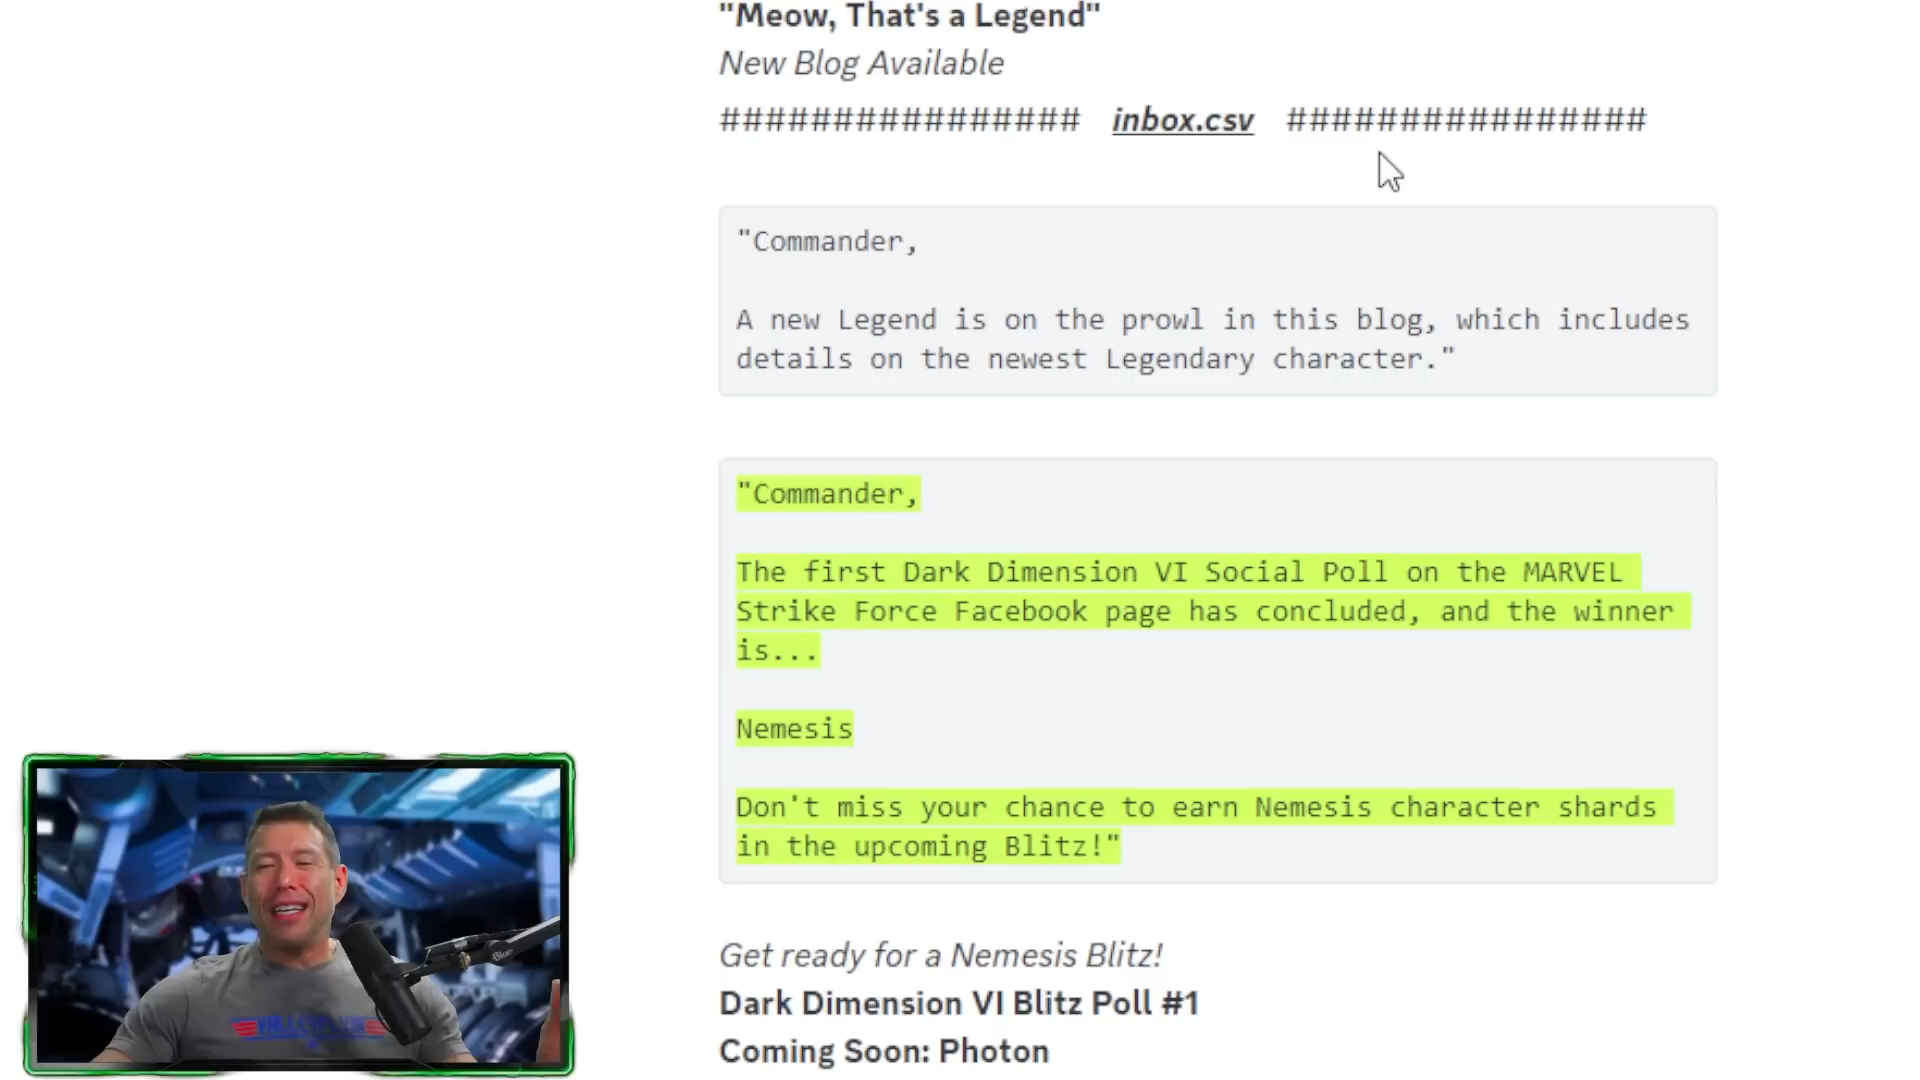 "Meow, That's a Legend"
New Blog Available
################ inbox.csv ################
"Commander,
A new Legend is on the prowl in this blog, which includes
details on the newest Legendary character."
"Commander,
The first Dark Dimension VI Social Poll on the MARVEL
Strike Force Facebook page has concluded, and the winner
is...
Nemesis
Don't miss your chance to earn Nemesis character shards
in the upcoming Blitz!"
Get ready for a Nemesis Blitz!
Dark Dimension VI Blitz Poll #1
Coming Soon: Photon